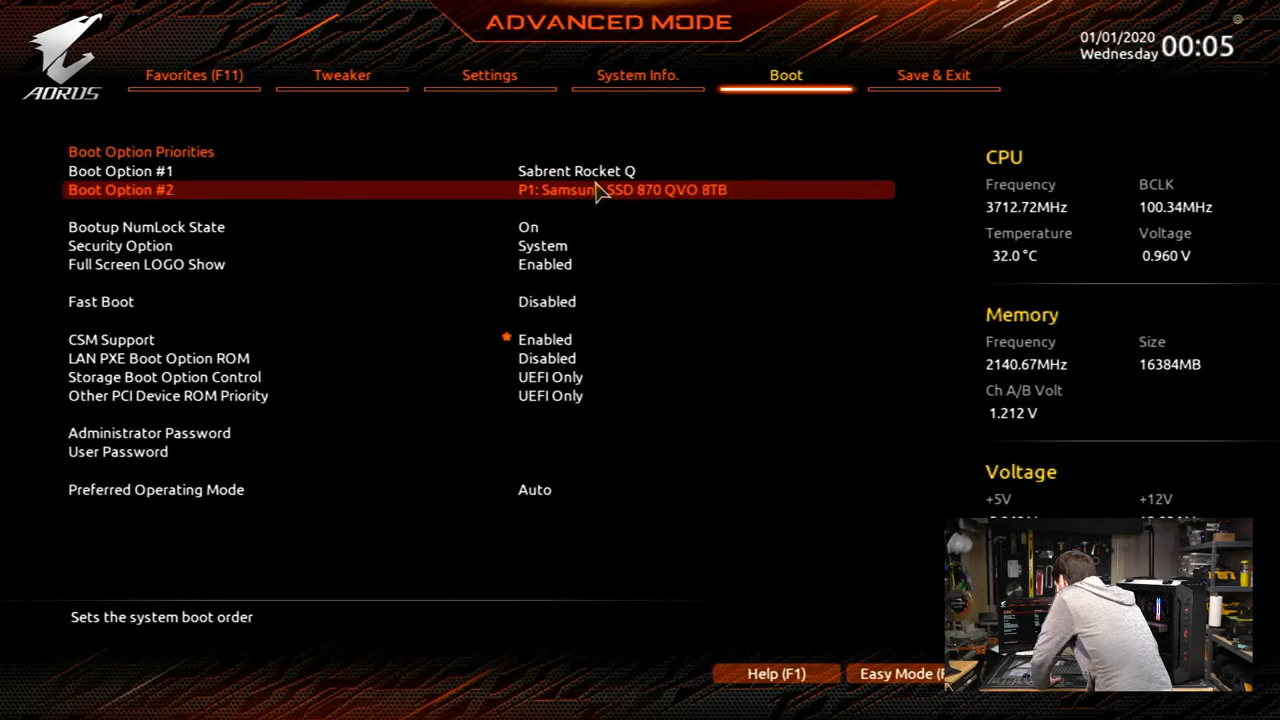 ADVANCED MODE
AORUS
Favorites (F11)
Tweaker
Settings
System Info.
Boot
Save & Exit
01/01/2020
Wednesday
00:05
Boot Option Priorities
Boot Option #1 Sabrent Rocket Q
Boot Option #2 P1: Samsung SSD 870 QVO 8TB
Bootup NumLock State On
Security Option System
Full Screen LOGO Show Enabled
Fast Boot Disabled
CSM Support Enabled
LAN PXE Boot Option ROM Disabled
Storage Boot Option Control UEFI Only
Other PCI Device ROM Priority UEFI Only
Administrator Password
User Password
Preferred Operating Mode Auto
Sets the system boot order
Help (F1)
Easy Mode
CPU
Frequency BCLK
3712.72MHz 100.34MHz
Temperature Voltage
32.0 °C 0.960 V
Memory
Frequency Size
2140.67MHz 16384MB
Ch A/B Volt
1.212 V
Voltage
+5V +12V